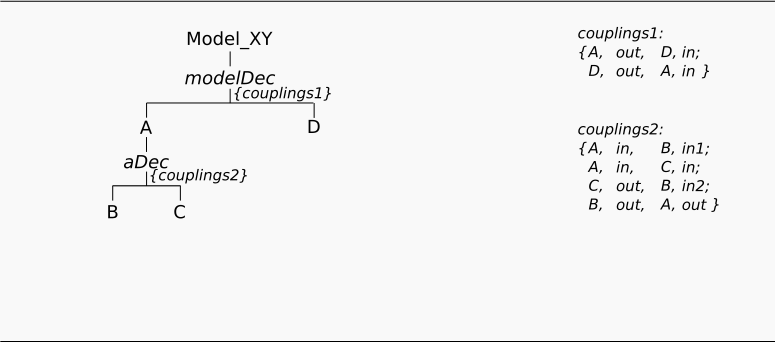 Model_XY
modelDec
{couplings1}
A
D
aDec
{couplings2}
B
C
couplings1:
{A, out, D, in;
D, out, A, in }
couplings2:
{A, in, B, in1;
A, in, C, in;
C, out, B, in2;
B, out, A, out }